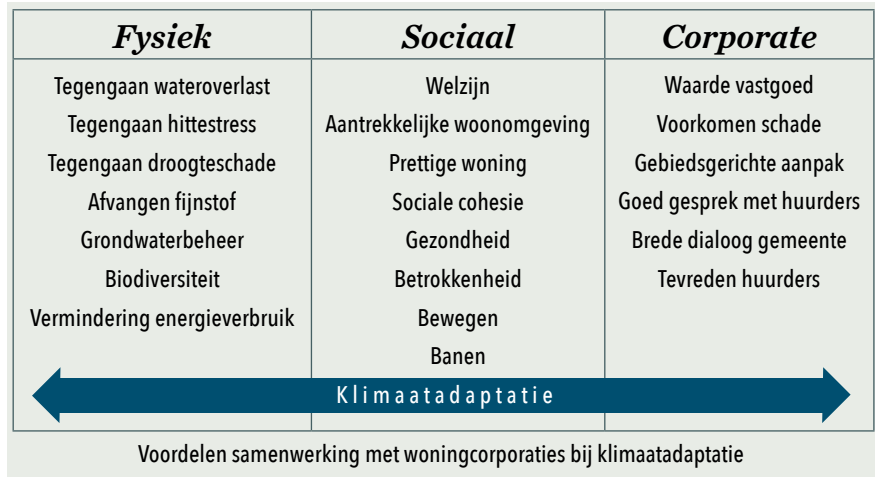 Fysiek
Tegengaan wateroverlast
Tegengaan hittestress
Tegengaan droogteschade
Afvangen fijnstof
Grondwaterbeheer
Biodiversiteit
Vermindering energieverbruik
Sociaal
Welzijn
Aantrekkelijke woonomgeving
Prettige woning
Sociale cohesie
Gezondheid
Betrokkenheid
Bewegen
Banen
Corporate
Waarde vastgoed
Voorkomen schade
Gebiedsgerichte aanpak
Goed gesprek met huurders
Brede dialoog gemeente
Tevreden huurders
Klimaatadaptatie
Voordelen samenwerking met woningcorporaties bij klimaatadaptatie